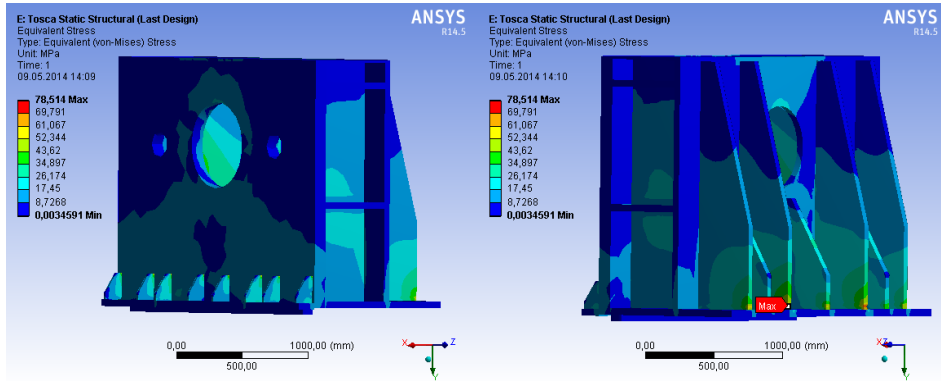 E: Tosca Static Structural (Last Design)
Equivalent Stress
Type: Equivalent (von-Mises) Stress
Unit: MPa
Time: 1
09.05.2014 14:09
78,514 Max
69,791
61,067
52,344
43,62
34,897
26,174
17,45
8,7268
0,0034591 Min
ANSYS
R14.5
0,00
1000,00 (mm)
500,00
X
Z
Y
E: Tosca Static Structural (Last Design)
Equivalent Stress
Type: Equivalent (von-Mises) Stress
Unit: MPa
Time: 1
09.05.2014 14:10
78,514 Max
69,791
61,067
52,344
43,62
34,897
26,174
17,45
8,7268
0,0034591 Min
ANSYS
R14.5
Max
0,00
1000,00 (mm)
500,00
Y